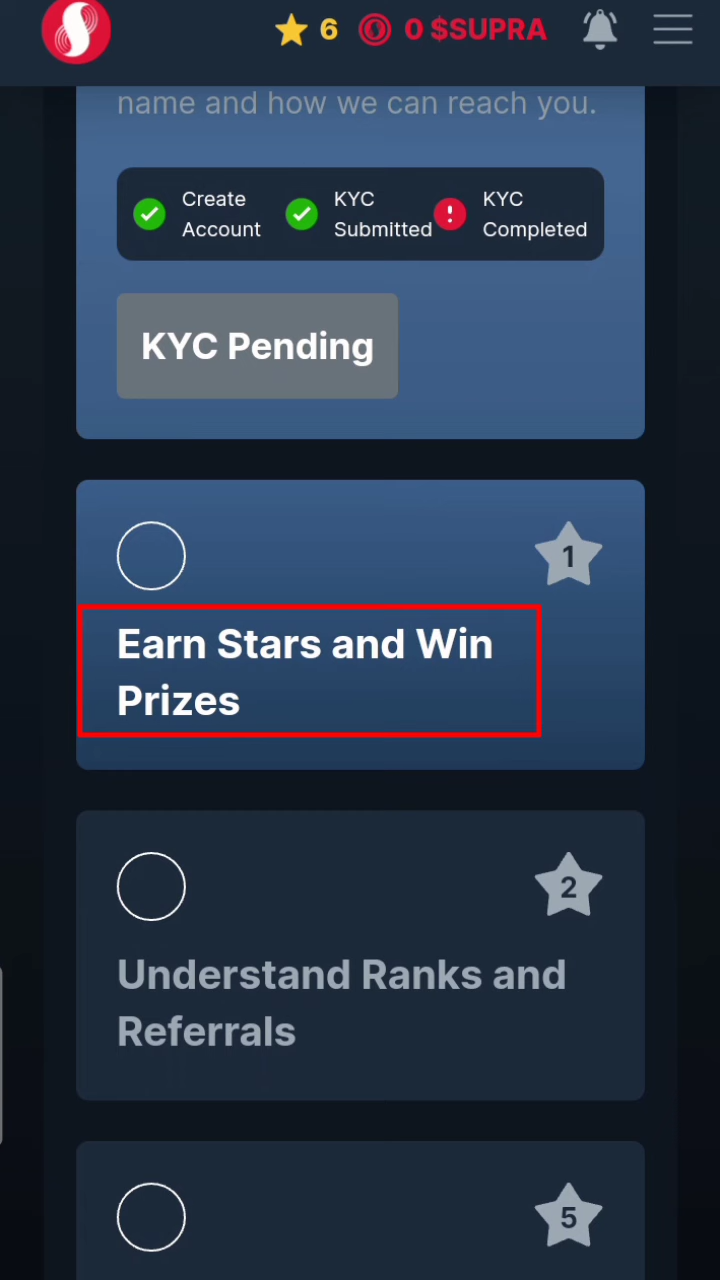 6 0 $SUPRA
name and how we can reach you.
Create
Account
KYC
Submitted
KYC
Completed
KYC Pending
1
Earn Stars and Win
Prizes
2
Understand Ranks and
Referrals
5